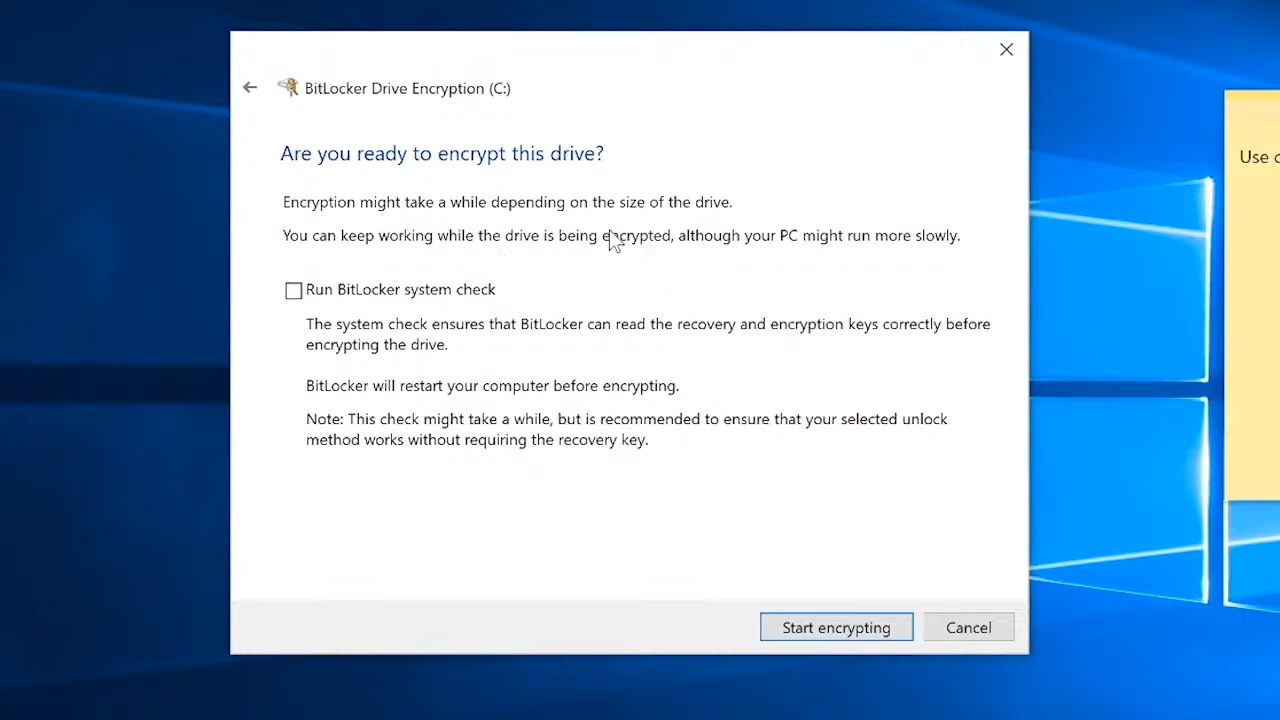 BitLocker Drive Encryption (C:)
Are you ready to encrypt this drive?
Use
Encryption might take a while depending on the size of the drive.
You can keep working while the drive is being encrypted, although your PC might run more slowly.
Run BitLocker system check
The system check ensures that BitLocker can read the recovery and encryption keys correctly before
encrypting the drive.
BitLocker will restart your computer before encrypting.
Note: This check might take a while, but is recommended to ensure that your selected unlock
method works without requiring the recovery key.
Start encrypting
Cancel